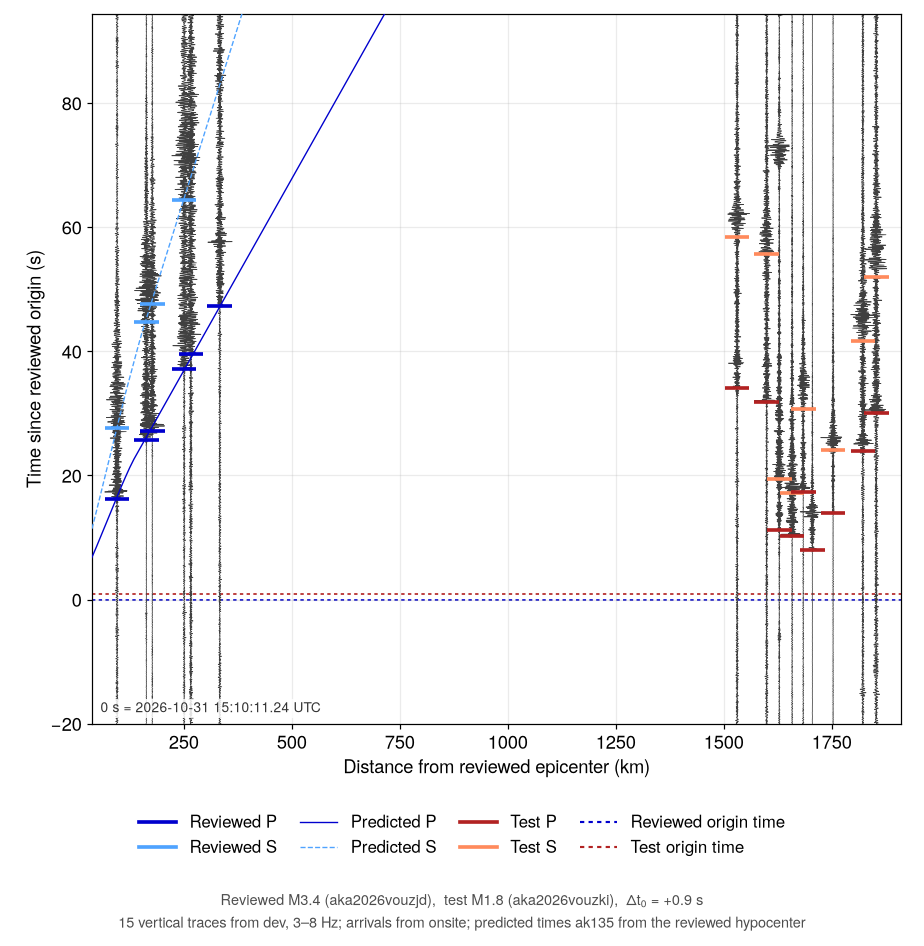 80
60
40
20
0
−20
Time since reviewed origin (s)
0 s = 2026-10-31 15:10:11.24 UTC
250 500 750 1000 1250 1500 1750
Distance from reviewed epicenter (km)
Reviewed P Predicted P Test P Reviewed origin time
Reviewed S Predicted S Test S Test origin time
Reviewed M3.4 (aka2026vouzjd), test M1.8 (aka2026vouzki), Δt₀ = +0.9 s
15 vertical traces from dev, 3–8 Hz; arrivals from onsite; predicted times ak135 from the reviewed hypocenter